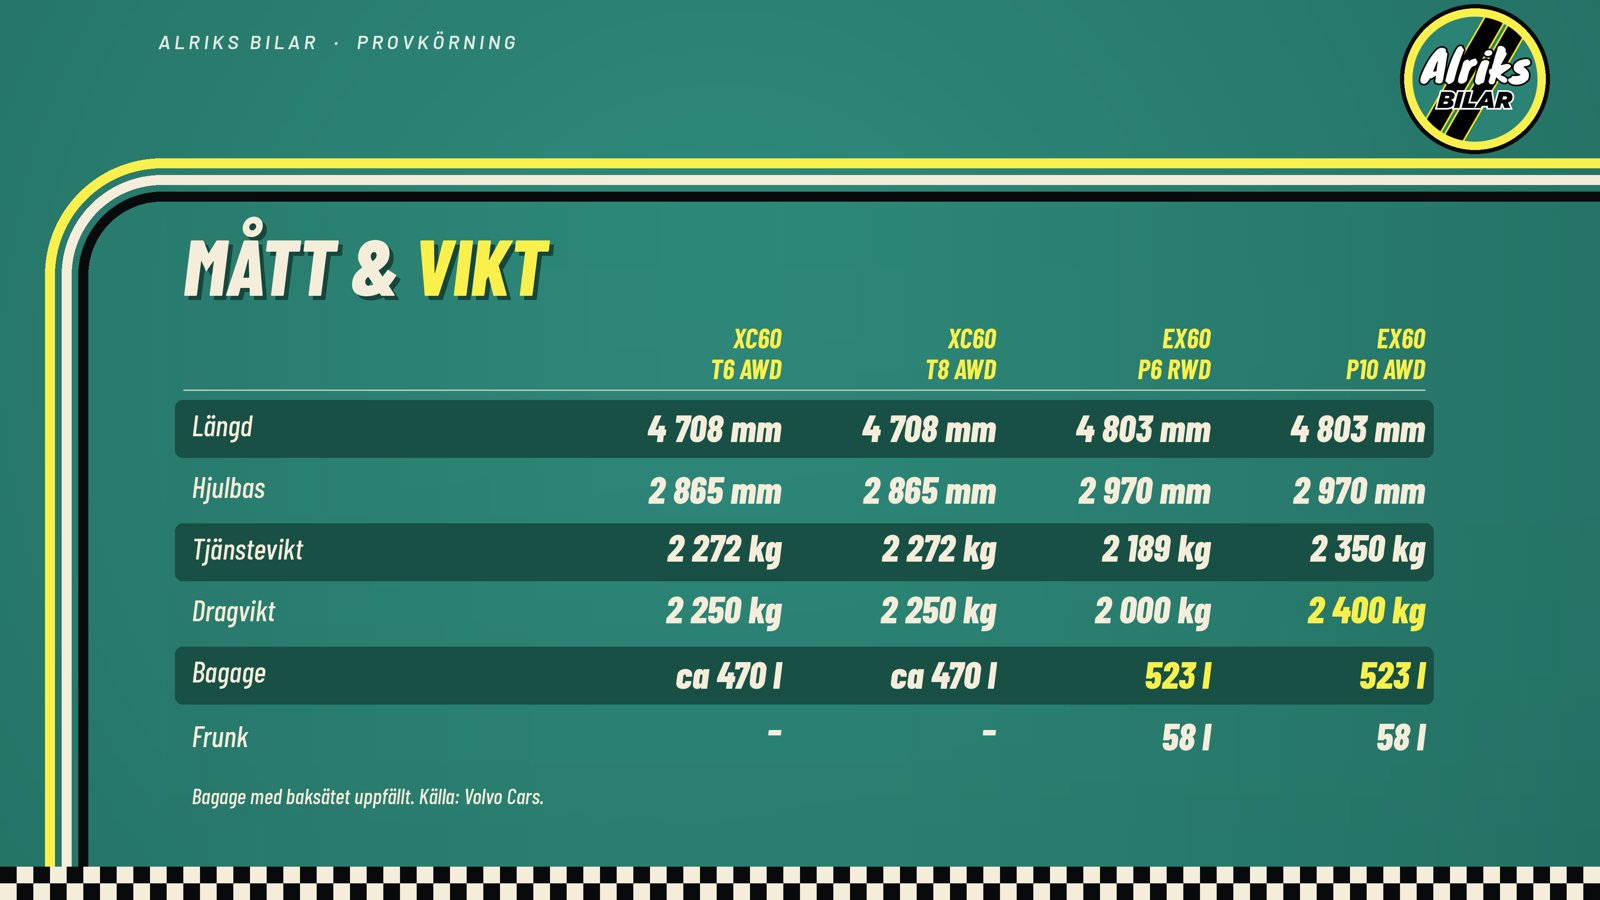 ALRIKS BILAR · PROVKÖRNING
Alriks
BILAR
MÅTT & VIKT
XC60 XC60 EX60 EX60
T6 AWD T8 AWD P6 RWD P10 AWD
Längd 4 708 mm 4 708 mm 4 803 mm 4 803 mm
Hjulbas 2 865 mm 2 865 mm 2 970 mm 2 970 mm
Tjänstevikt 2 272 kg 2 272 kg 2 189 kg 2 350 kg
Dragvikt 2 250 kg 2 250 kg 2 000 kg 2 400 kg
Bagage ca 470 l ca 470 l 523 l 523 l
Frunk – – 58 l 58 l
Bagage med baksätet uppfällt. Källa: Volvo Cars.